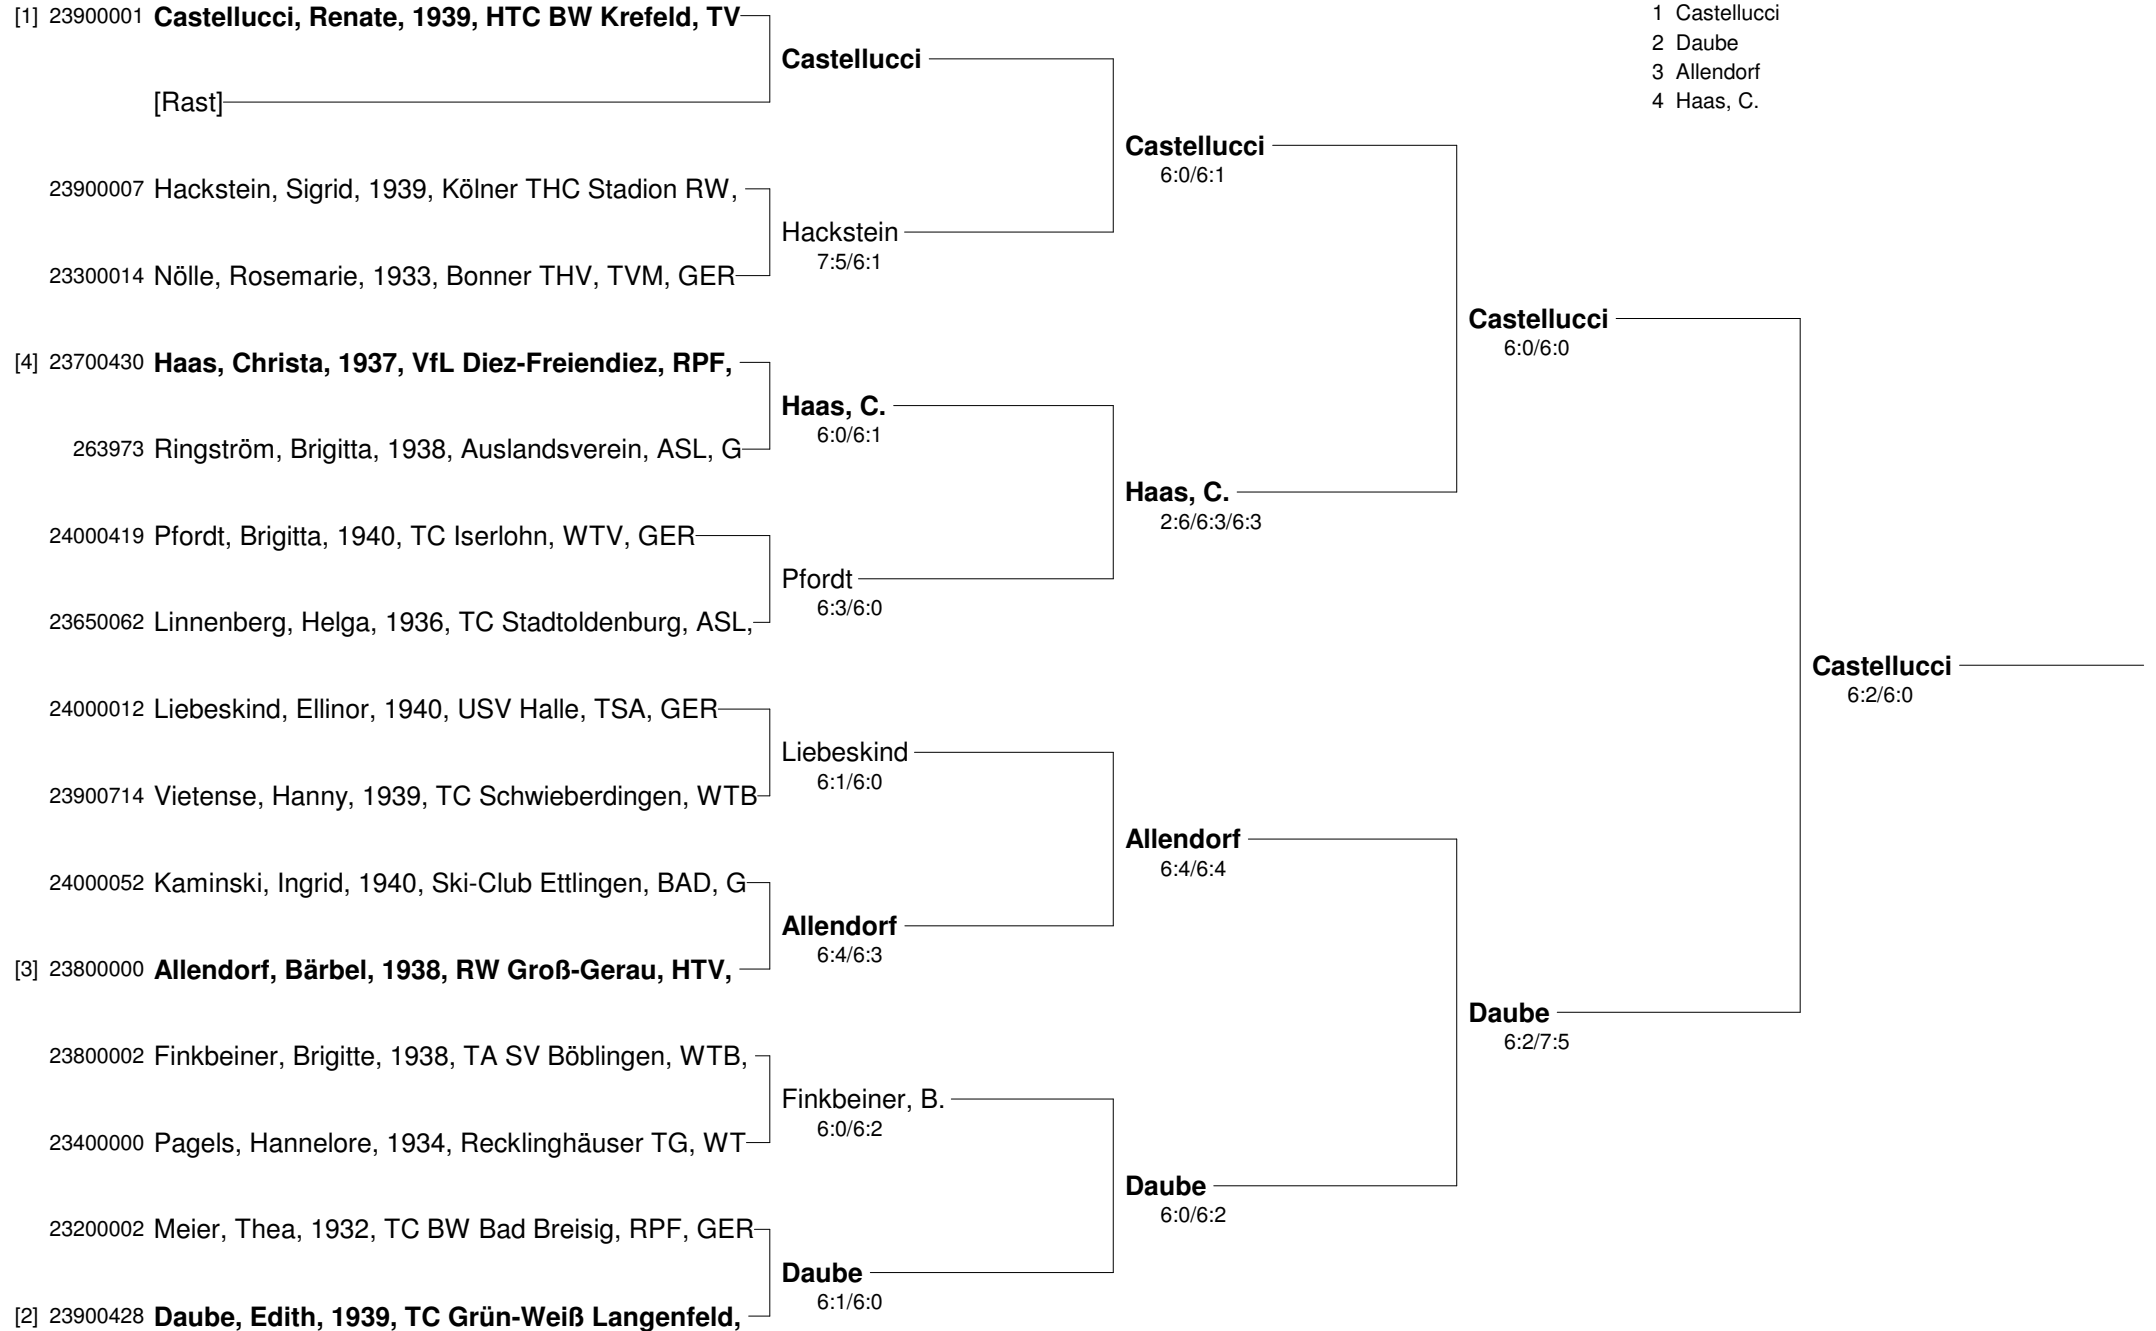 [1] 23900001 Castellucci, Renate, 1939, HTC BW Krefeld, TV
[Rast]
23900007 Hackstein, Sigrid, 1939, Kölner THC Stadion RW,
23300014 Nölle, Rosemarie, 1933, Bonner THV, TVM, GER
[4] 23700430 Haas, Christa, 1937, VfL Diez-Freiendiez, RPF,
263973 Ringström, Brigitta, 1938, Auslandsverein, ASL, G
24000419 Pfordt, Brigitta, 1940, TC Iserlohn, WTV, GER
23650062 Linnenberg, Helga, 1936, TC Stadtoldenburg, ASL,
24000012 Liebeskind, Ellinor, 1940, USV Halle, TSA, GER
23900714 Vietense, Hanny, 1939, TC Schwieberdingen, WTB
24000052 Kaminski, Ingrid, 1940, Ski-Club Ettlingen, BAD, G
[3] 23800000 Allendorf, Bärbel, 1938, RW Groß-Gerau, HTV,
23800002 Finkbeiner, Brigitte, 1938, TA SV Böblingen, WTB,
23400000 Pagels, Hannelore, 1934, Recklinghäuser TG, WT
23200002 Meier, Thea, 1932, TC BW Bad Breisig, RPF, GER
[2] 23900428 Daube, Edith, 1939, TC Grün-Weiß Langenfeld,
Castellucci
Hackstein
7:5/6:1
Haas, C.
6:0/6:1
Pfordt
6:3/6:0
Liebeskind
6:1/6:0
Allendorf
6:4/6:3
Finkbeiner, B.
6:0/6:2
Daube
6:1/6:0
Castellucci
6:0/6:1
Haas, C.
2:6/6:3/6:3
Allendorf
6:4/6:4
Daube
6:0/6:2
Castellucci
6:0/6:0
Daube
6:2/7:5
Castellucci
6:2/6:0
1 Castellucci
2 Daube
3 Allendorf
4 Haas, C.